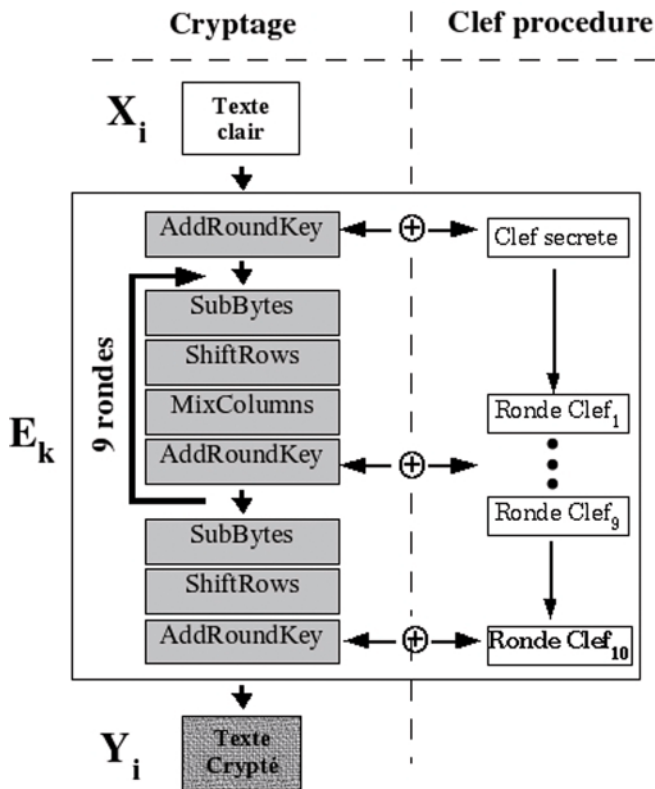 Cryptage
Clef procedure
X_i
Texte
clair
E_k
9 rondes
AddRoundKey
SubBytes
ShiftRows
MixColumns
AddRoundKey
SubBytes
ShiftRows
AddRoundKey
Clef secrete
Ronde Clef_1
Ronde Clef_9
Ronde Clef_10
Y_i
Texte
Crypté